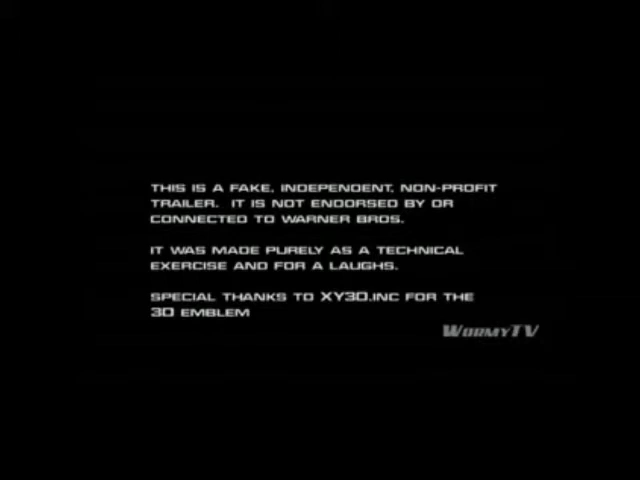 THIS IS A FAKE, INDEPENDENT, NON-PROFIT
TRAILER. IT IS NOT ENDORSED BY OR
CONNECTED TO WARNER BROS.
IT WAS MADE PURELY AS A TECHNICAL
EXERCISE AND FOR A LAUGHS.
SPECIAL THANKS TO XY3D.INC FOR THE
3D EMBLEM
WORMYTV